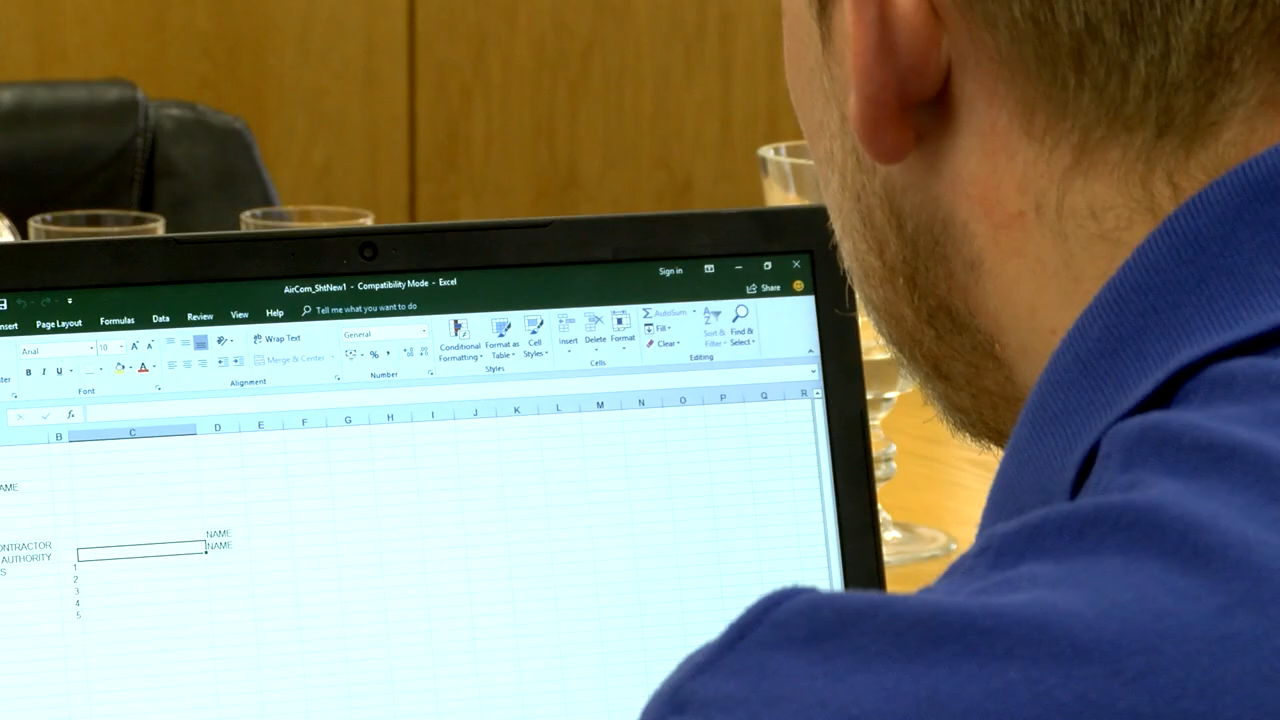 AirCom_ShtNew1 - Compatibility Mode - Excel
Sign in
nsert Page Layout Formulas Data Review View Help Tell me what you want to do
Share
Arial 10 A A
Wrap Text
General
Conditional Formatting
Format as Table
Cell Styles
Insert Delete Format
AutoSum
Fill
Clear
Sort & Filter
Find & Select
B I U A
Merge & Center
% ,
Font Alignment Number Styles Cells Editing
fx
B C D E F G H I J K L M N O P Q R
AME
NAME
ONTRACTOR NAME
AUTHORITY
S 1
2
3
4
5